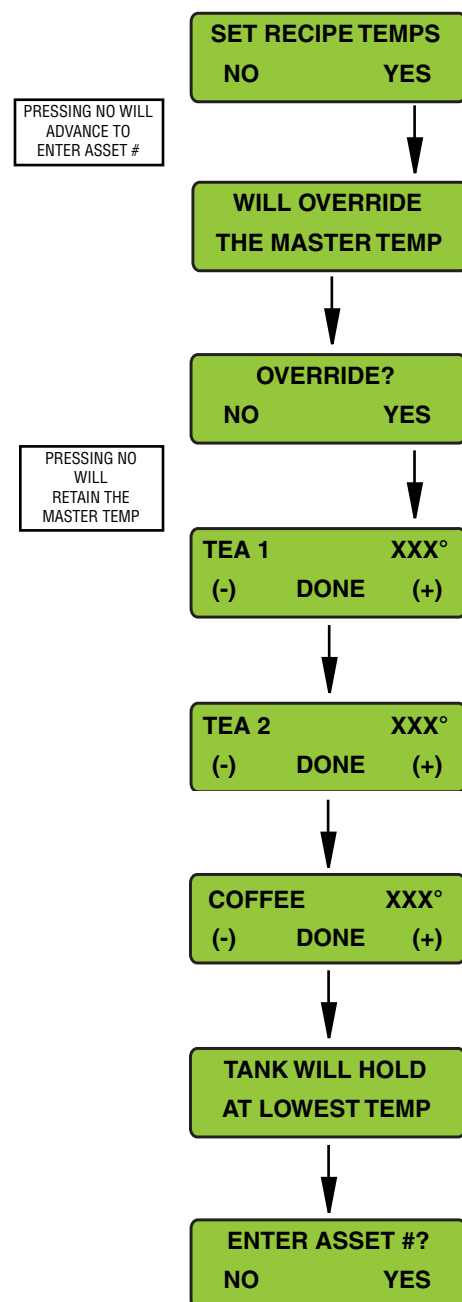 SET RECIPE TEMPS
NO YES
PRESSING NO WILL
ADVANCE TO
ENTER ASSET #
WILL OVERRIDE
THE MASTER TEMP
OVERRIDE?
NO YES
PRESSING NO
WILL
RETAIN THE
MASTER TEMP
TEA 1 XXX°
(-) DONE (+)
TEA 2 XXX°
(-) DONE (+)
COFFEE XXX°
(-) DONE (+)
TANK WILL HOLD
AT LOWEST TEMP
ENTER ASSET #?
NO YES